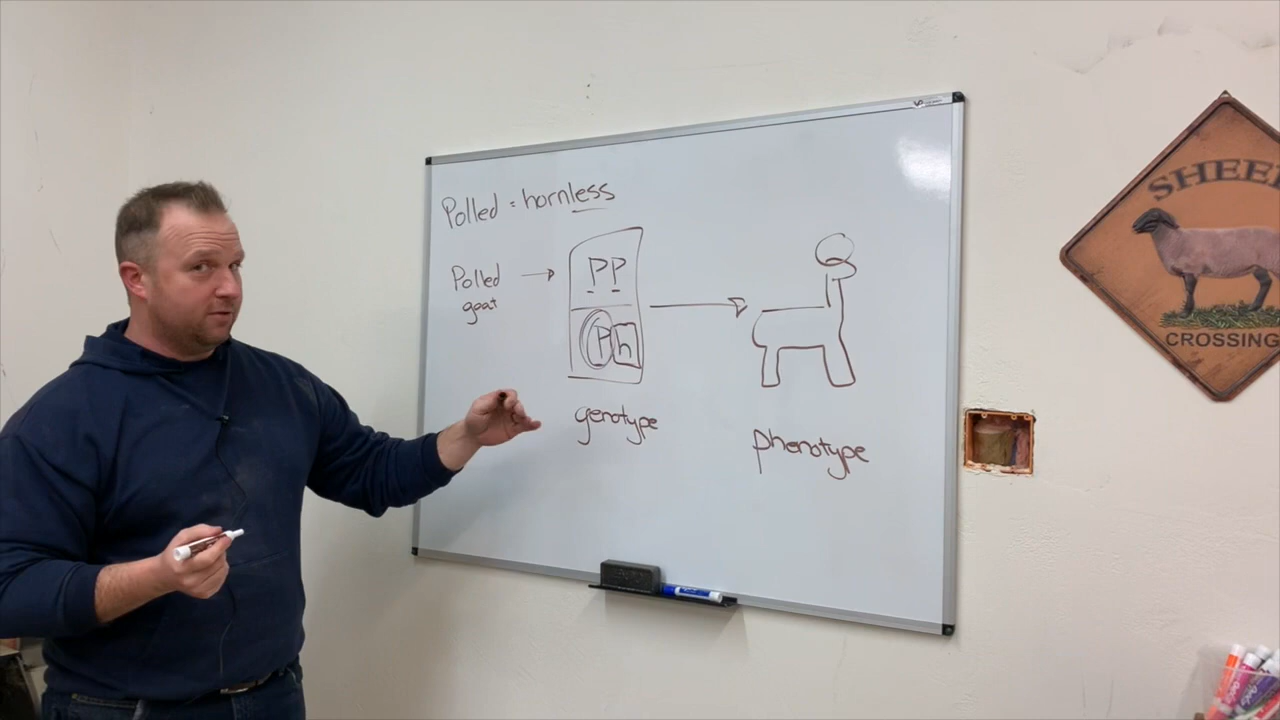 Polled = hornless
Polled → PP
goat
Ph
genotype
phenotype
SHEEP
CROSSING